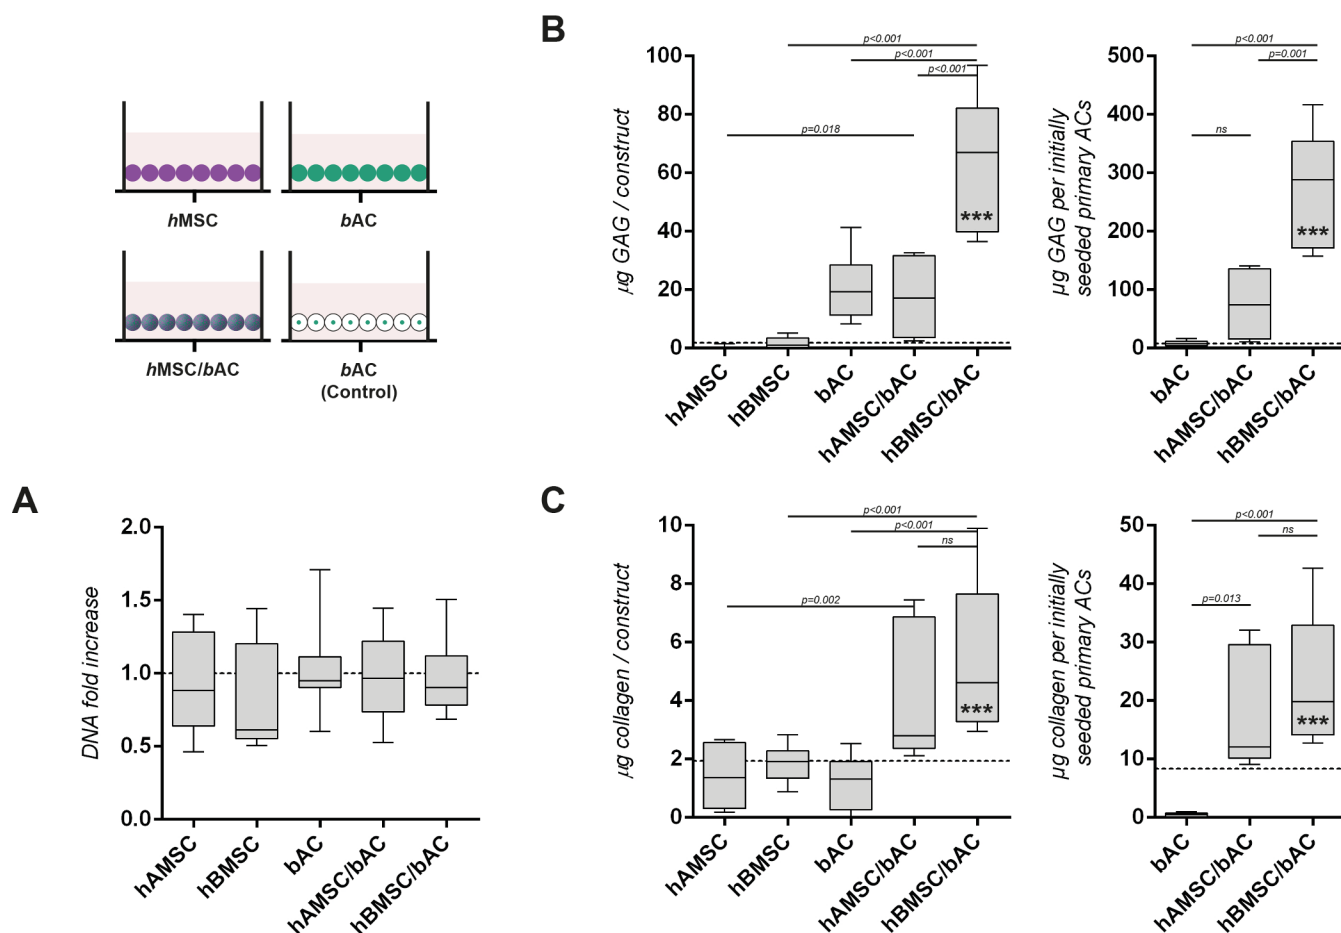 hMSC
bAC
hMSC/bAC
bAC
(Control)
B
µg GAG / construct
100
80
60
40
20
0
p<0.001
p<0.001
p<0.001
p=0.018
***
hAMSC
hBMSC
bAC
hAMSC/bAC
hBMSC/bAC
µg GAG per initially
seeded primary ACs
500
400
300
200
100
0
p<0.001
p=0.001
ns
***
bAC
hAMSC/bAC
hBMSC/bAC
A
DNA fold increase
2.0
1.5
1.0
0.5
0.0
hAMSC
hBMSC
bAC
hAMSC/bAC
hBMSC/bAC
C
µg collagen / construct
10
8
6
4
2
0
p<0.001
p<0.001
ns
p=0.002
***
hAMSC
hBMSC
bAC
hAMSC/bAC
hBMSC/bAC
µg collagen per initially
seeded primary ACs
50
40
30
20
10
0
p<0.001
ns
p=0.013
***
bAC
hAMSC/bAC
hBMSC/bAC